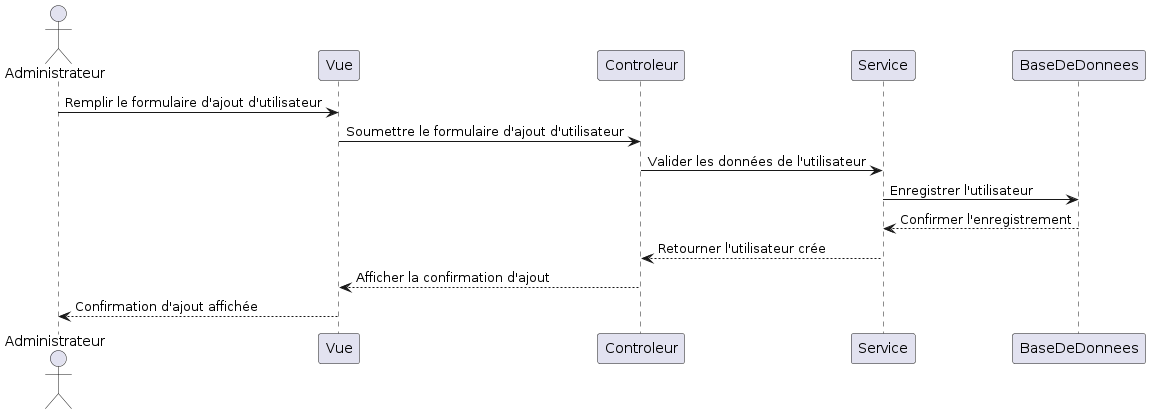 Administrateur
Vue
Controleur
Service
BaseDeDonnees
Remplir le formulaire d'ajout d'utilisateur
Soumettre le formulaire d'ajout d'utilisateur
Valider les données de l'utilisateur
Enregistrer l'utilisateur
Confirmer l'enregistrement
Retourner l'utilisateur crée
Afficher la confirmation d'ajout
Confirmation d'ajout affichée
Administrateur
Vue
Controleur
Service
BaseDeDonnees